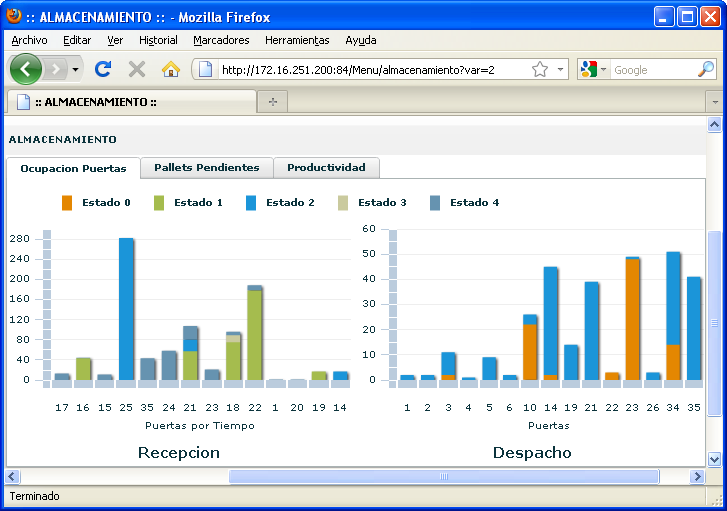 :: ALMACENAMIENTO :: - Mozilla Firefox
Archivo Editar Ver Historial Marcadores Herramientas Ayuda
http://172.16.251.200:84/Menu/almacenamiento?var=2 Google
:: ALMACENAMIENTO ::
ALMACENAMIENTO
Ocupacion Puertas Pallets Pendientes Productividad
Estado 0 Estado 1 Estado 2 Estado 3 Estado 4
280
240
200
160
120
80
40
0
17 16 15 25 35 24 21 23 18 22 1 20 19 14
Puertas por Tiempo
Recepcion
60
50
40
30
20
10
0
1 2 3 4 5 6 10 14 19 21 22 23 26 34 35
Puertas
Despacho
Terminado